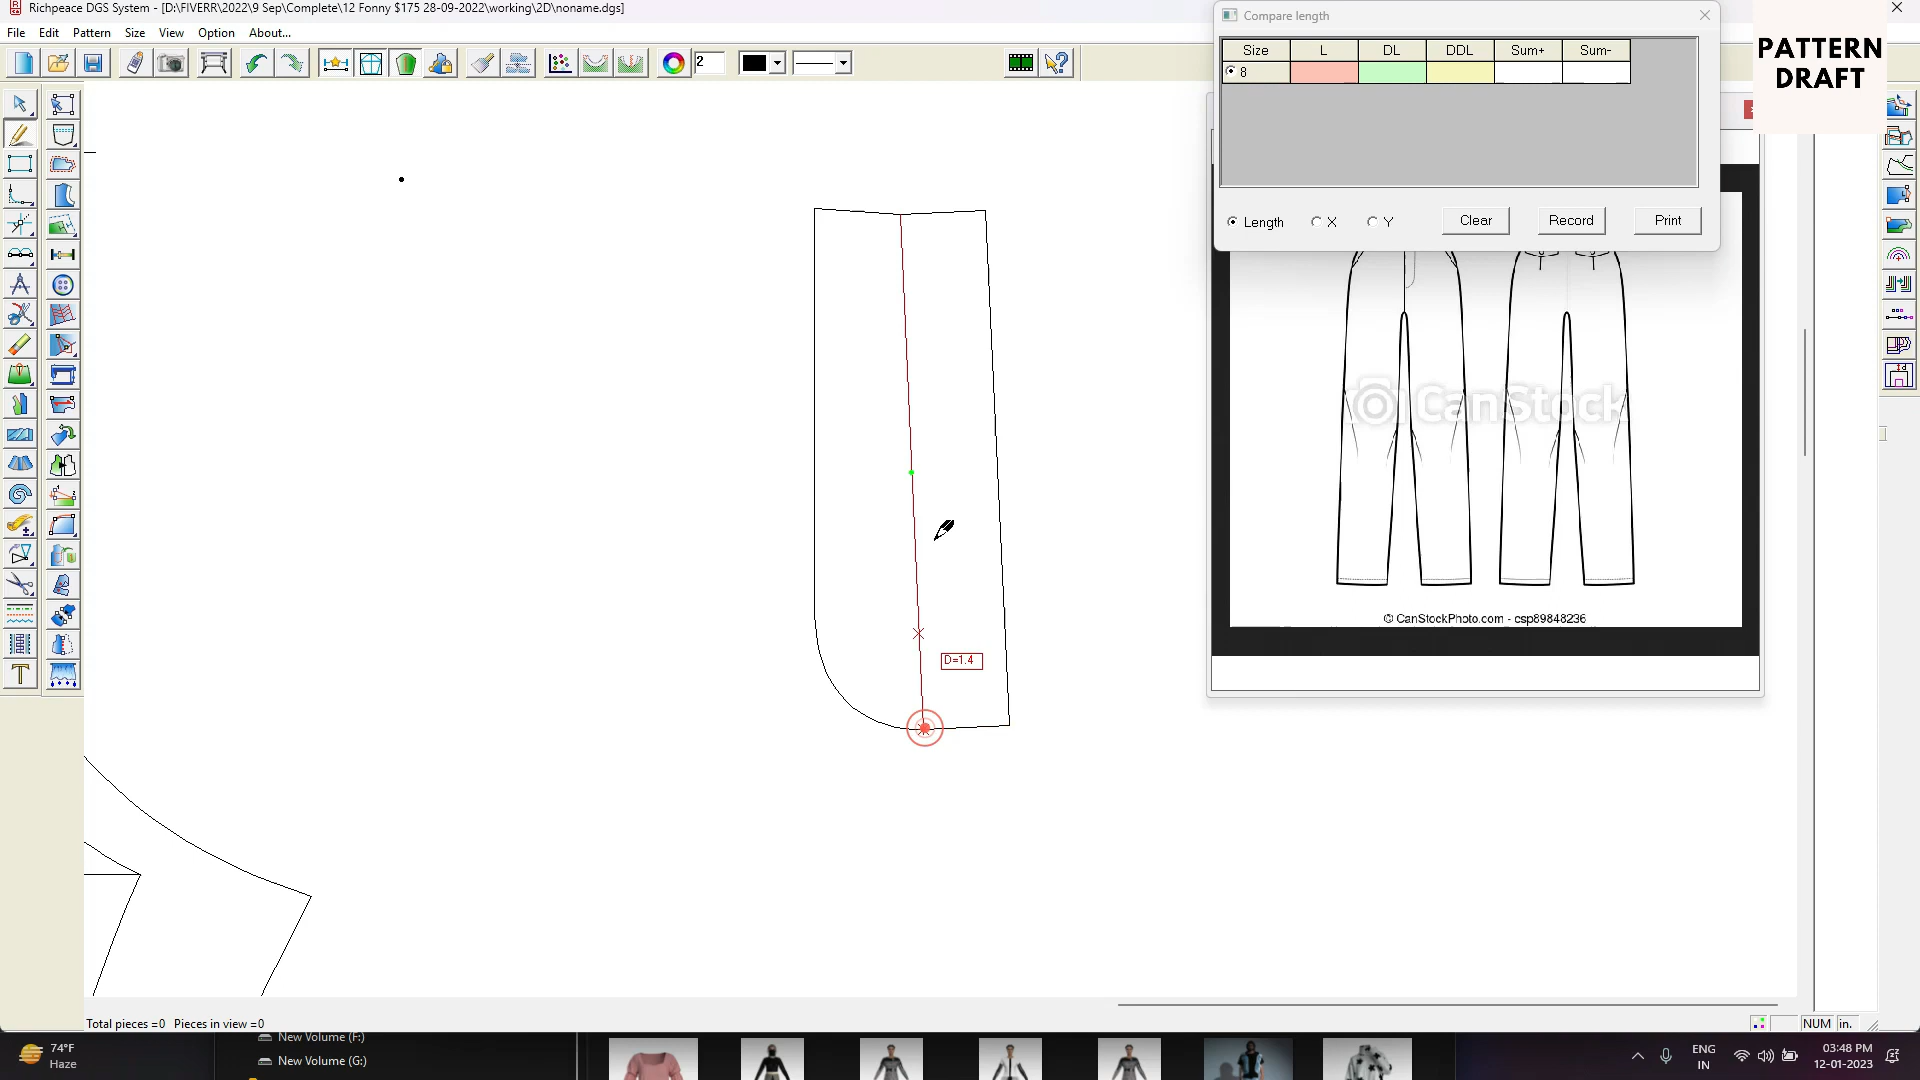 Richpeace DGS System - [D:\FIVERR\2022\9 Sep\Complete\12 Fonny $175 28-09-2022\working\2D\noname.dgs]
File Edit Pattern Size View Option About...
2
Compare length
Size L DL DDL Sum+ Sum-
8
Length X Y Clear Record Print
PATTERN
DRAFT
CanStock
D=1.4
© CanStockPhoto.com - csp89848236
Total pieces =0 Pieces in view =0
NUM in.
74°F
Haze
New Volume (F:)
New Volume (G:)
ENG
IN
03:48 PM
12-01-2023